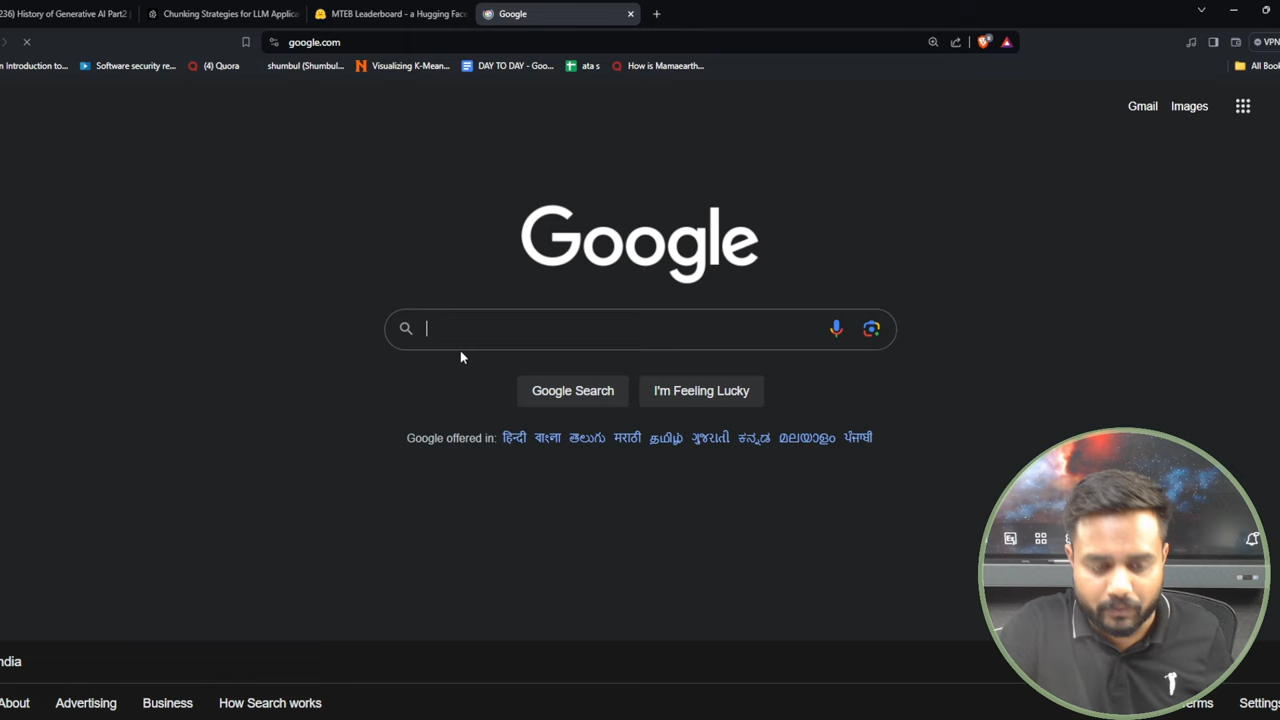 236) History of Generative AI Part2
Chunking Strategies for LLM Applica
MTEB Leaderboard - a Hugging Face
Google
google.com
VPN
n Introduction to...
Software security re...
(4) Quora
shumbul (Shumbul...
Visualizing K-Mean...
DAY TO DAY - Goo...
ata s
How is Mamaearth...
All Book
Gmail
Images
Google
Google Search
I'm Feeling Lucky
Google offered in: हिन्दी বাংলা తెలుగు मराठी தமிழ் ગુજરાતી ಕನ್ನಡ മലയാളം ਪੰਜਾਬੀ
ndia
About
Advertising
Business
How Search works
erms
Settings